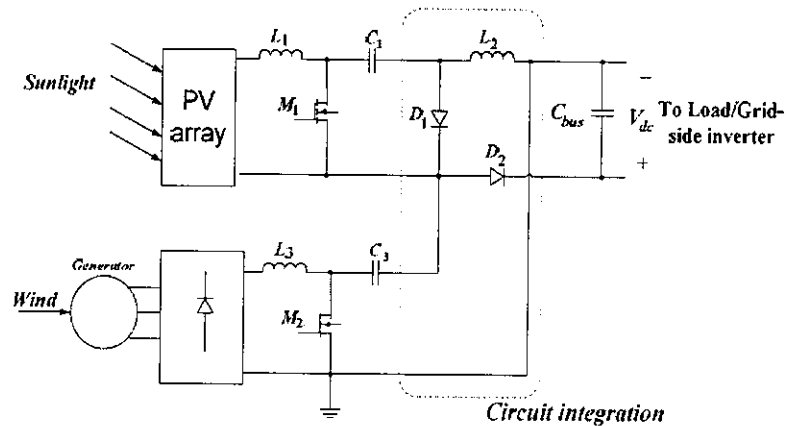 L1
C1
L2
Sunlight
PV
array
M1
D1
Cbus
Vdc
−
+
To Load/Grid-
side inverter
D2
L3
C3
Generator
Wind
M2
Circuit integration